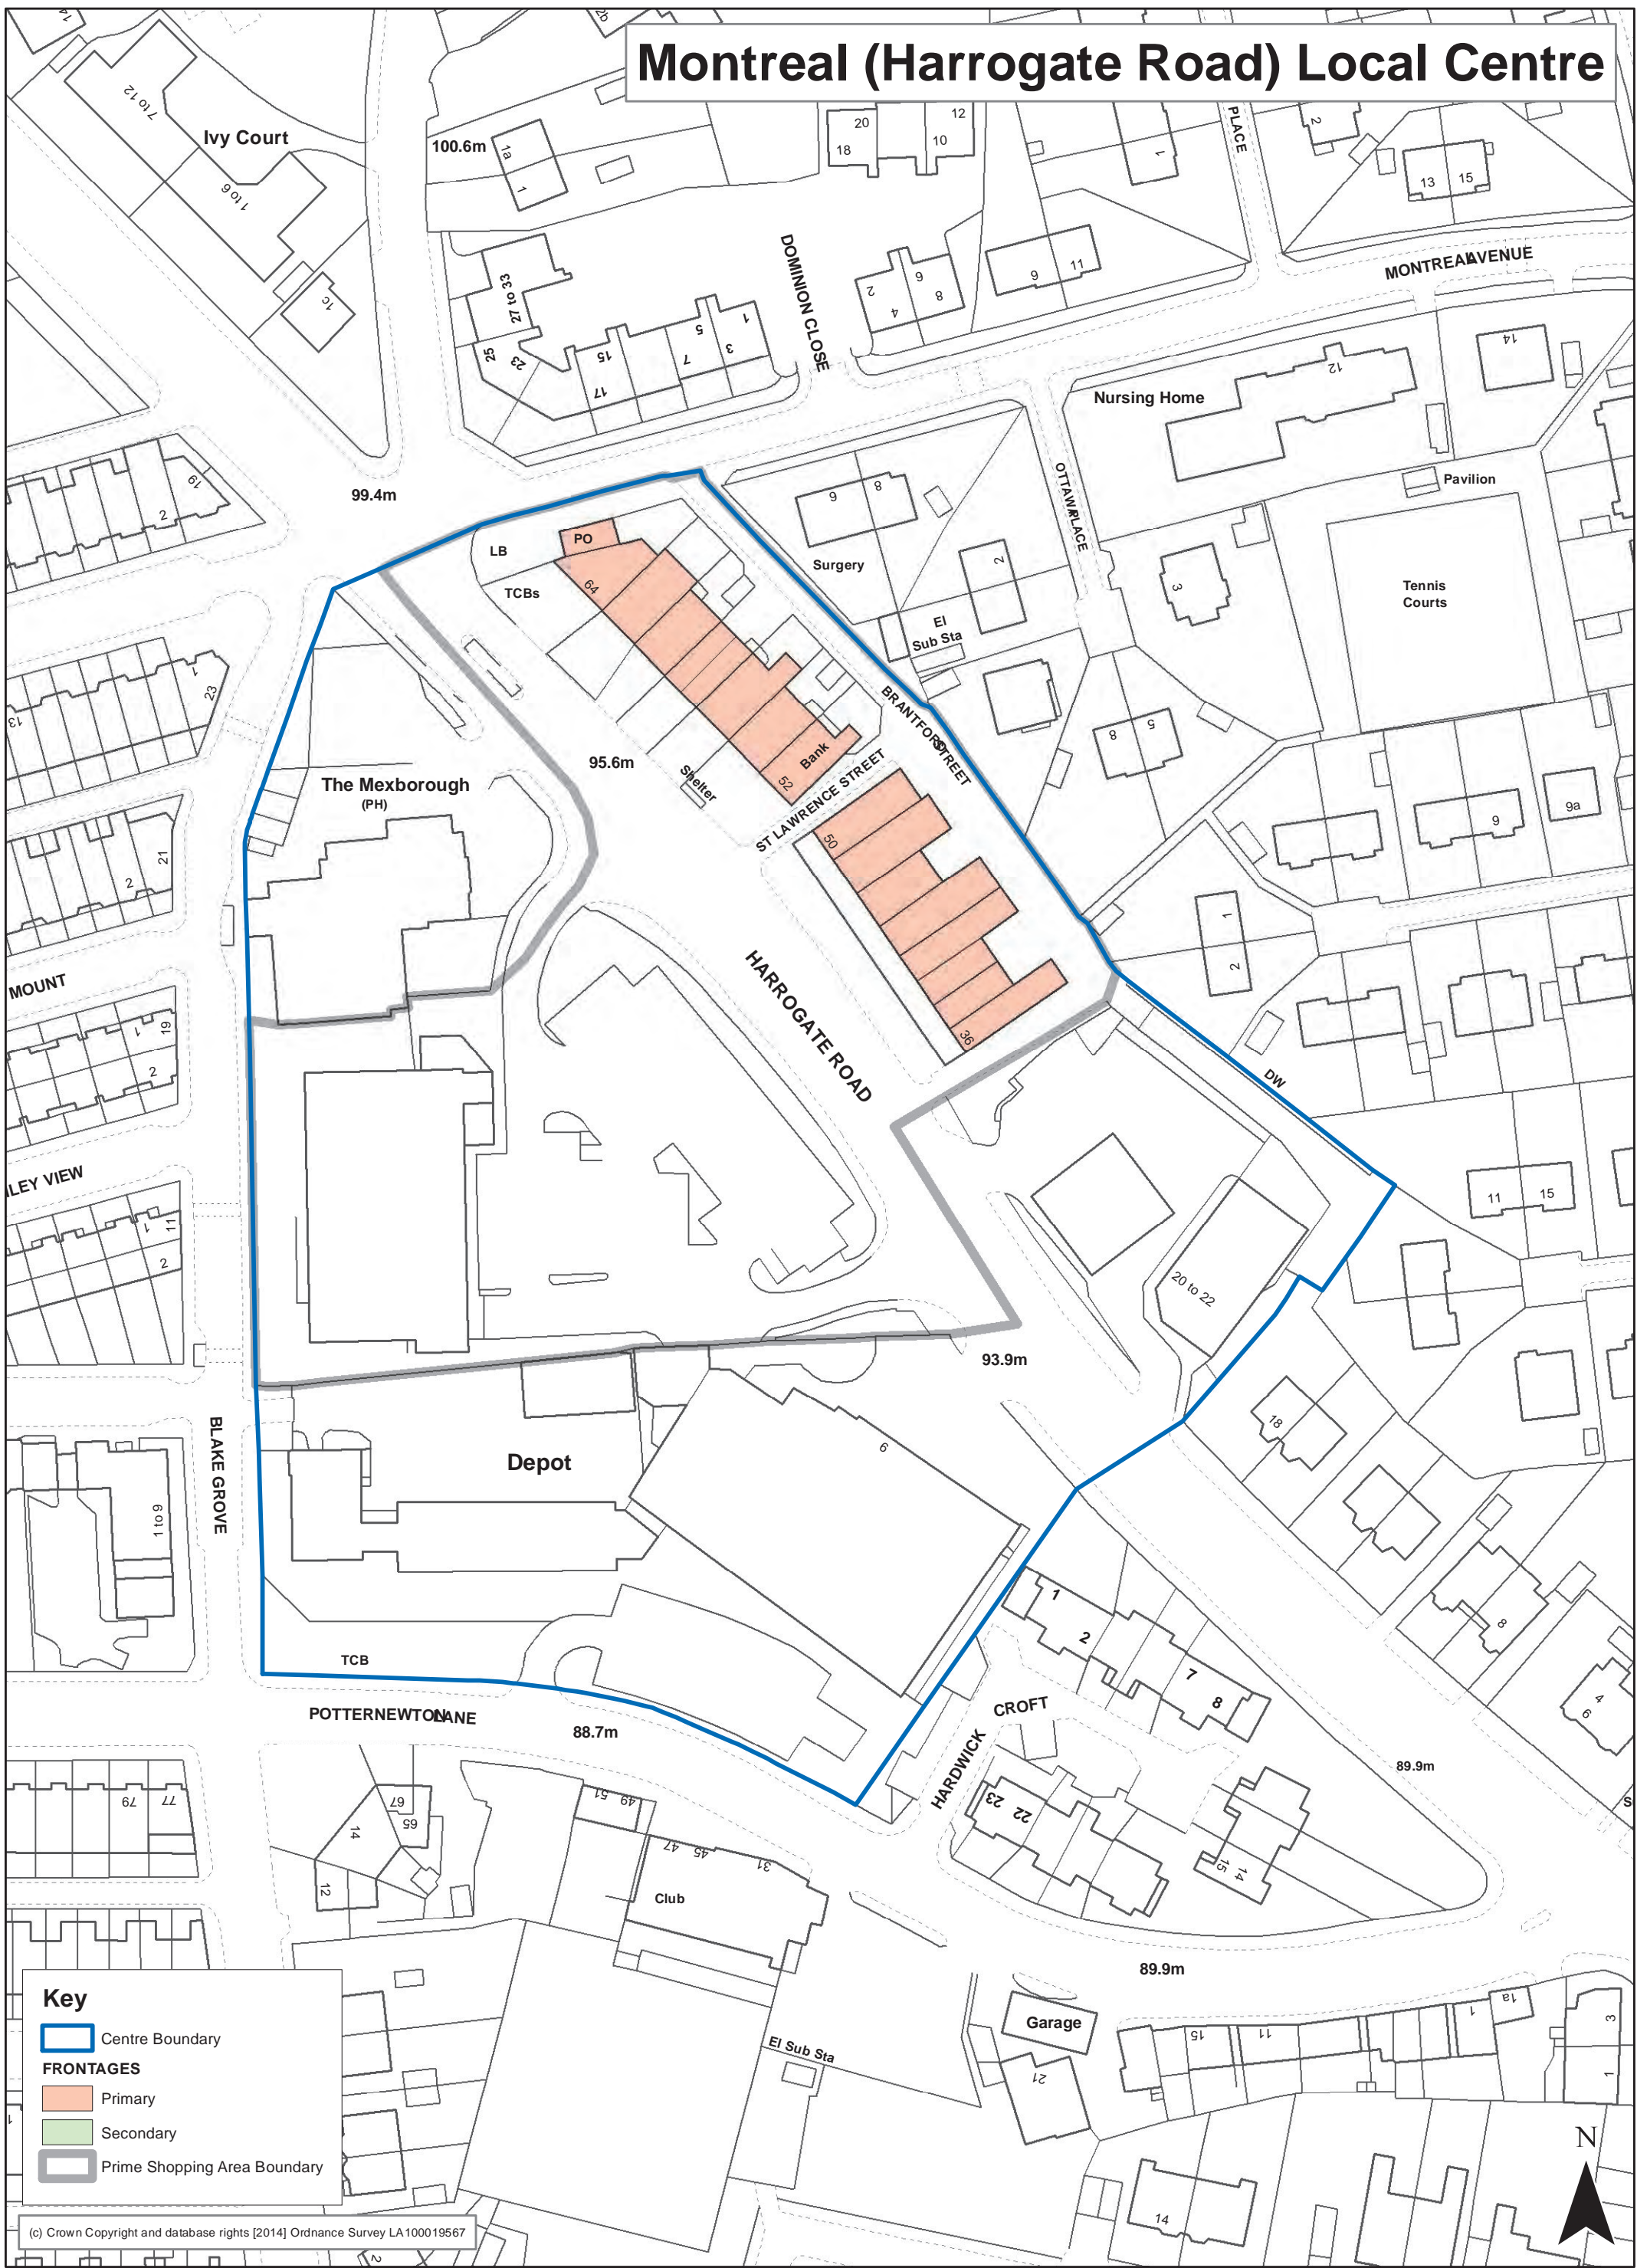 Montreal (Harrogate Road) Local Centre
14
2b
7 to 12
Ivy Court
1 to 6
1c
100.6m
1a
1
20
18
12
10
PLACE
1
2
13
15
MONTREAL AVENUE
DOMINION CLOSE
27 to 33
25
23
15
17
7
5
3
1
2
4
6
8
9
11
Nursing Home
12
14
Pavilion
OTTAWA PLACE
Tennis
Courts
3
9
8
Surgery
2
El
Sub Sta
19
2
99.4m
LB
PO
TCBs
64
13
1
23
95.6m
Shelter
Bank
52
BRANTFORD STREET
ST LAWRENCE STREET
50
8
5
9
9a
The Mexborough
(PH)
21
2
MOUNT
1
19
2
HARROGATE ROAD
36
1
2
DW
ILEY VIEW
1
11
2
11
15
20 to 22
93.9m
18
BLAKE GROVE
1 to 9
Depot
6
TCB
POTTERNEWTON LANE
88.7m
1
2
7
8
CROFT
HARDWICK
8
4
6
S
89.9m
79
77
14
12
67
65
51
49
47
45
31
Club
23
22
15
14
89.9m
Garage
21
15
11
1
1a
3
1
El Sub Sta
14
2
Key
Centre Boundary
FRONTAGES
Primary
Secondary
Prime Shopping Area Boundary
N
(c) Crown Copyright and database rights [2014] Ordnance Survey LA100019567